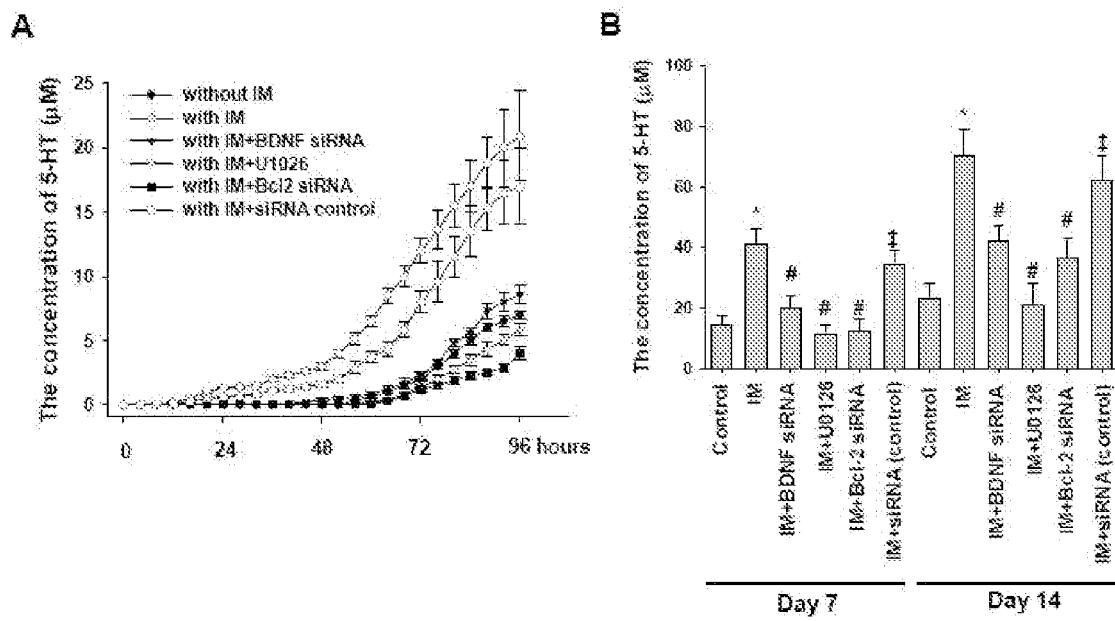 A
The concentration of 5-HT (μM)
25
20
15
10
5
0
without IM
with IM
with IM+BDNF siRNA
with IM+U1026
with IM+Bcl2 siRNA
with IM+siRNA control
0
24
48
72
96 hours
B
The concentration of 5-HT (μM)
100
80
60
40
20
0
*
#
#
#
‡
*
#
#
#
‡
Control
IM
IM+BDNF siRNA
IM+U0126
IM+Bcl-2 siRNA
IM+siRNA (control)
Control
IM
IM+BDNF siRNA
IM+U0126
IM+Bcl-2 siRNA
IM+siRNA (control)
Day 7
Day 14